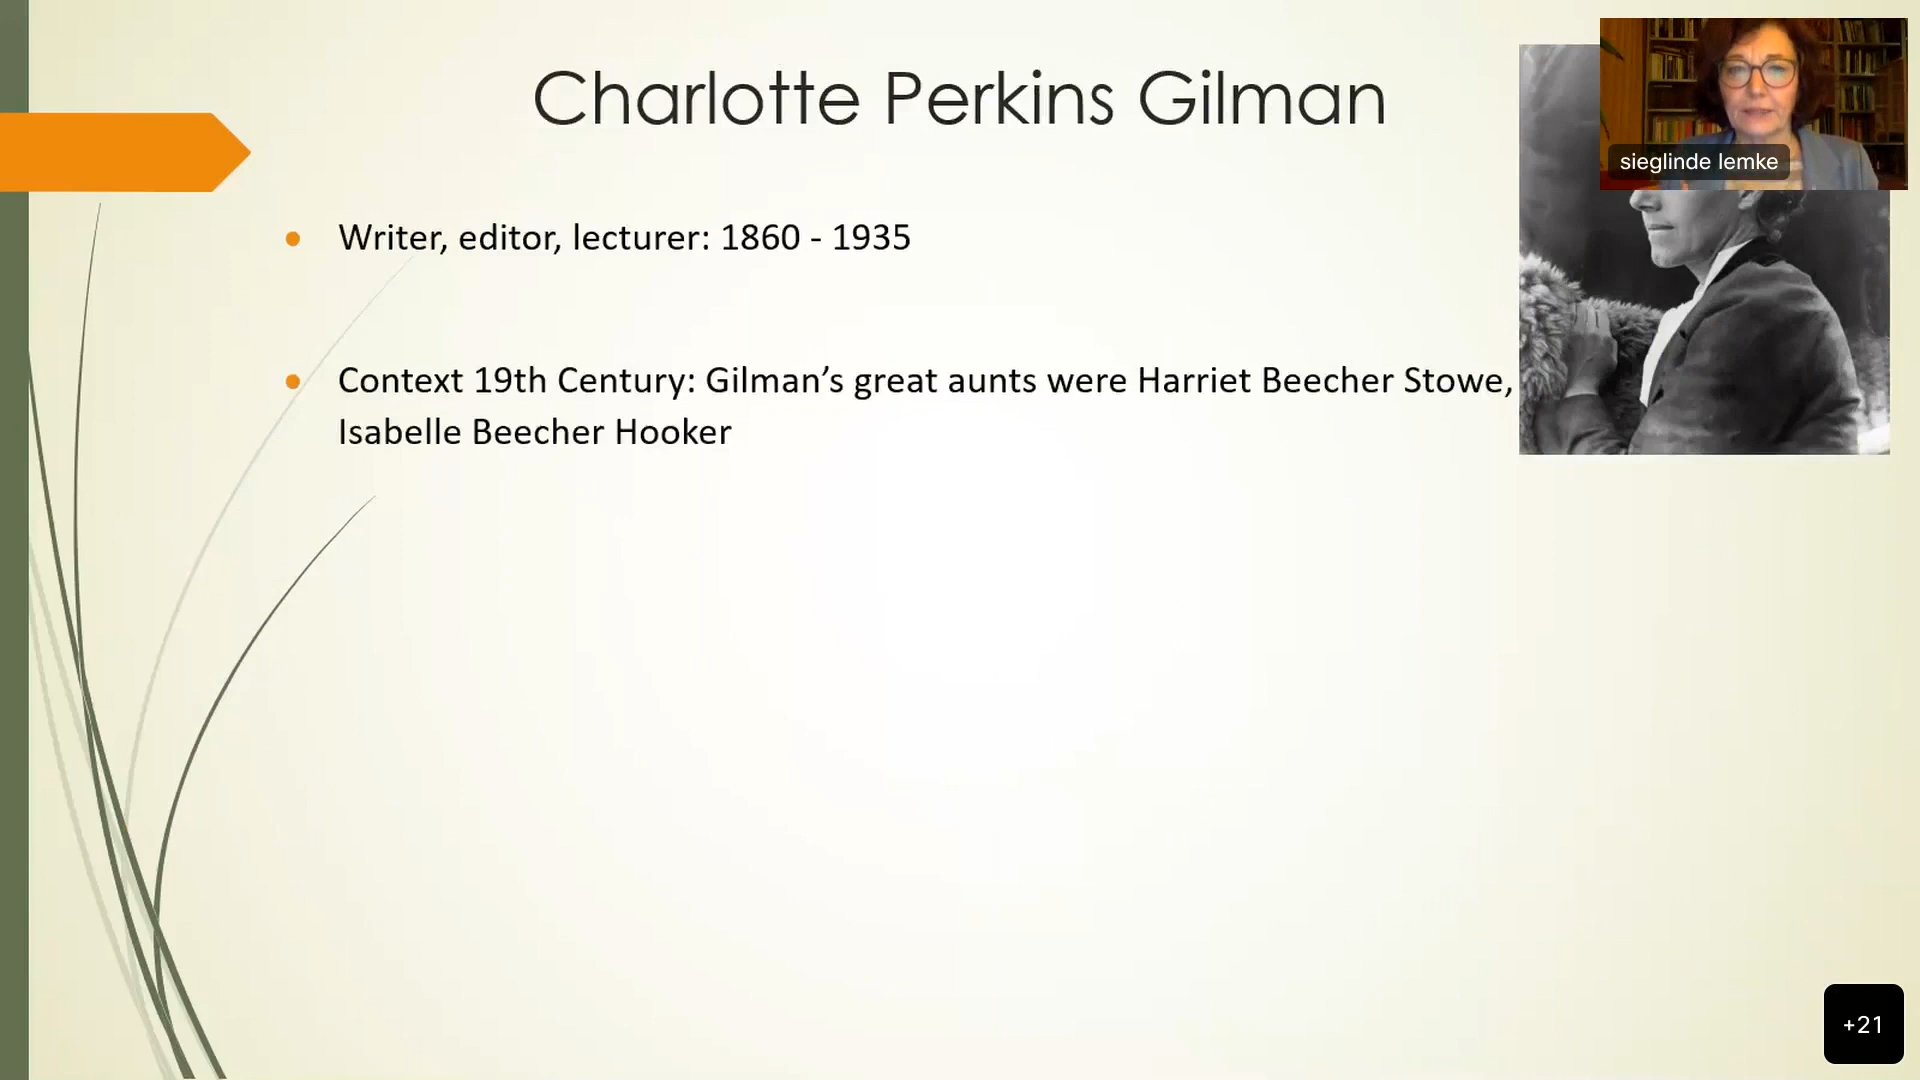 Charlotte Perkins Gilman
sieglinde lemke
Writer, editor, lecturer: 1860 - 1935
Context 19th Century: Gilman’s great aunts were Harriet Beecher Stowe,
Isabelle Beecher Hooker
+21